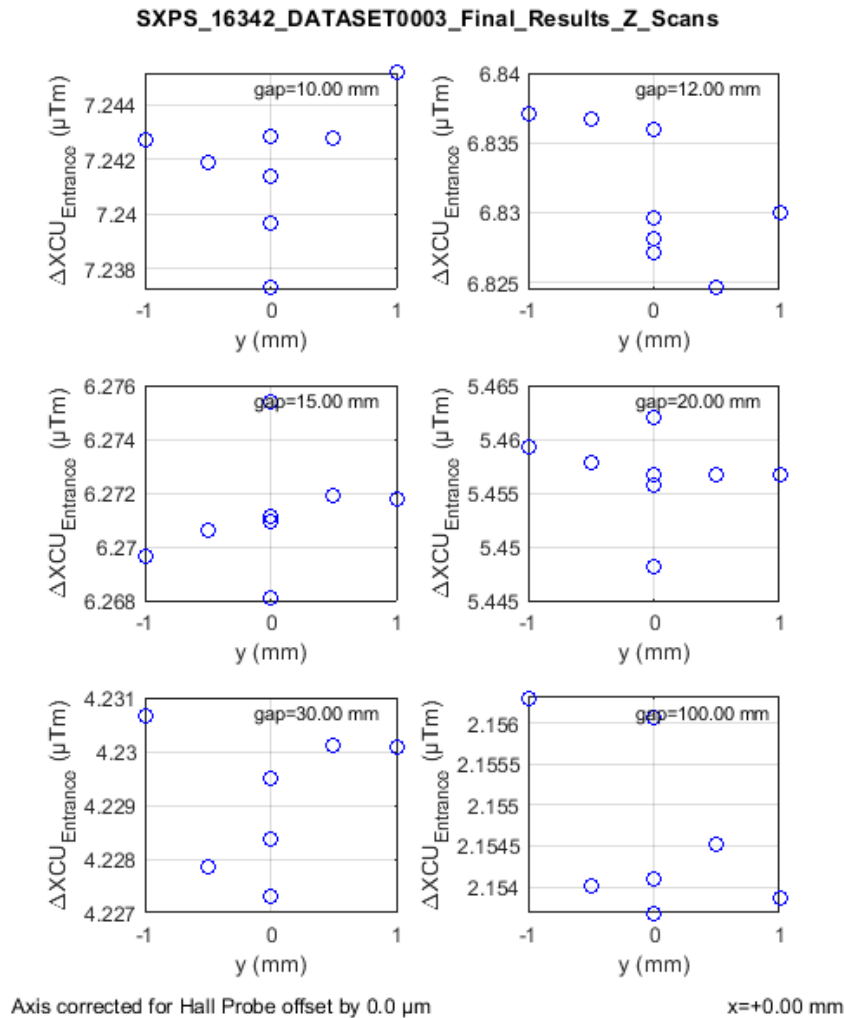 SXPS_16342_DATASET0003_Final_Results_Z_Scans
gap=10.00 mm
7.244
7.242
7.24
7.238
ΔXCU_Entrance (µTm)
-1 0 1
y (mm)
gap=12.00 mm
6.84
6.835
6.83
6.825
ΔXCU_Entrance (µTm)
-1 0 1
y (mm)
gap=15.00 mm
6.276
6.274
6.272
6.27
6.268
ΔXCU_Entrance (µTm)
-1 0 1
y (mm)
gap=20.00 mm
5.465
5.46
5.455
5.45
5.445
ΔXCU_Entrance (µTm)
-1 0 1
y (mm)
gap=30.00 mm
4.231
4.23
4.229
4.228
4.227
ΔXCU_Entrance (µTm)
-1 0 1
y (mm)
gap=100.00 mm
2.156
2.1555
2.155
2.1545
2.154
ΔXCU_Entrance (µTm)
-1 0 1
y (mm)
Axis corrected for Hall Probe offset by 0.0 µm
x=+0.00 mm